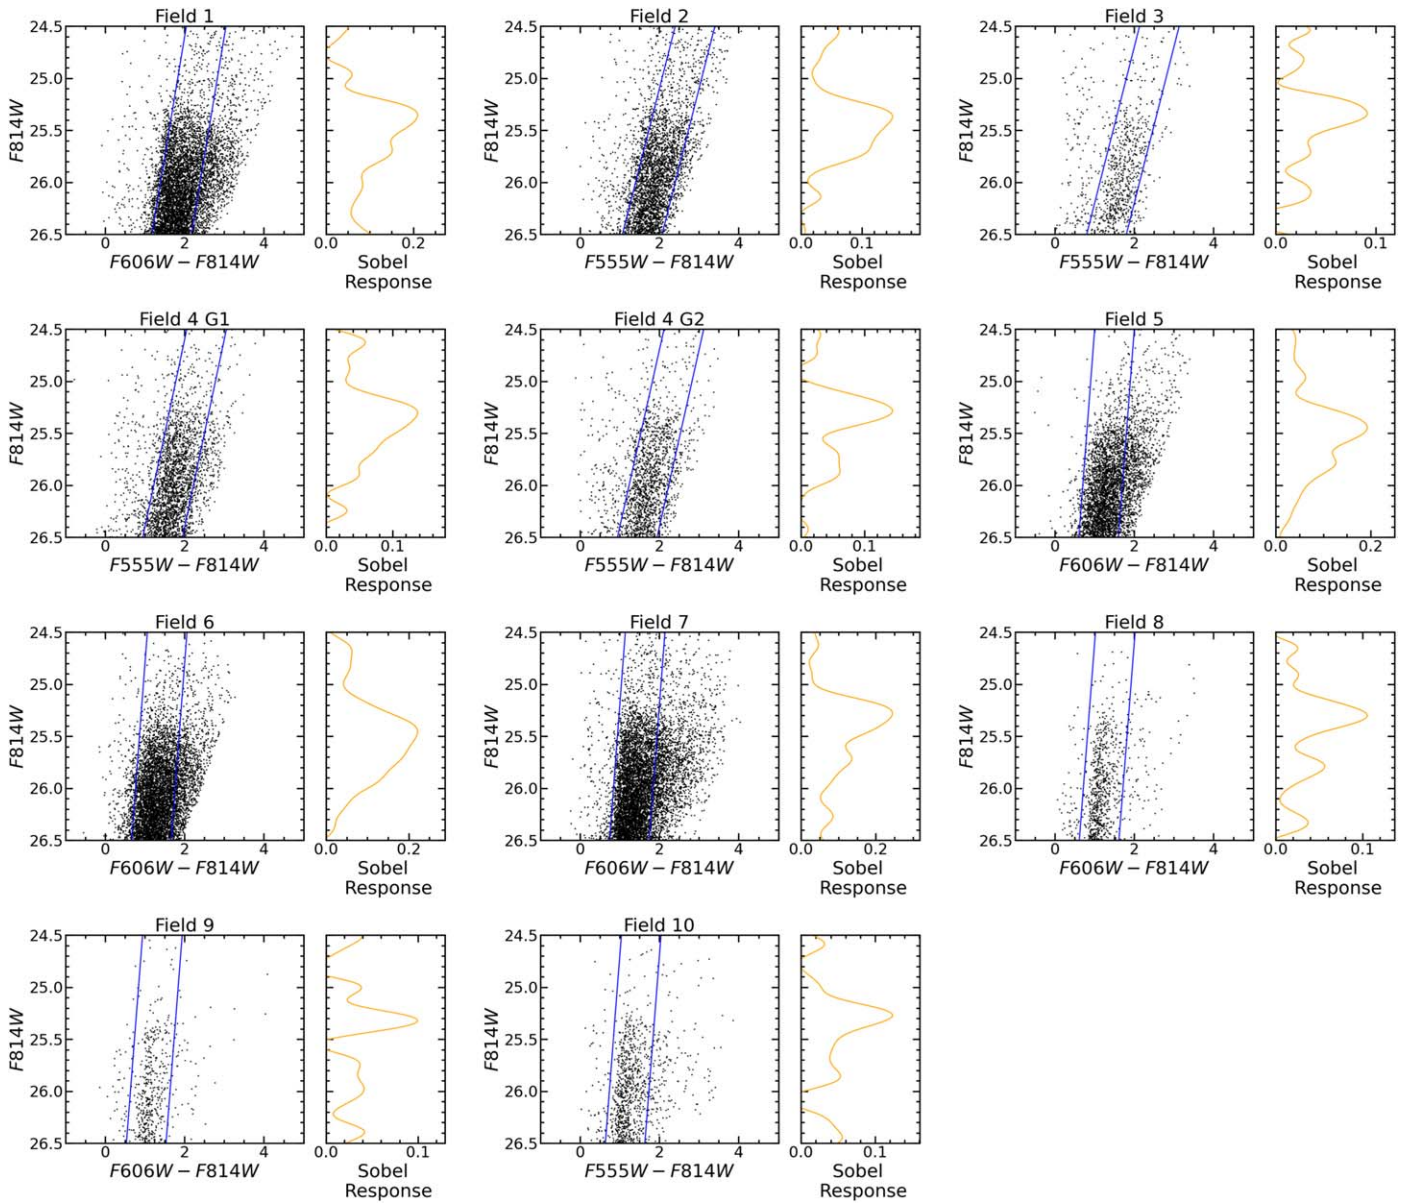 Field 1
Field 2
Field 3
24.5
25.0
25.5
26.0
26.5
F814W
0 2 4
F606W − F814W
0.0 0.2
Sobel
Response
24.5
25.0
25.5
26.0
26.5
F814W
0 2 4
F555W − F814W
0.0 0.1
Sobel
Response
24.5
25.0
25.5
26.0
26.5
F814W
0 2 4
F555W − F814W
0.0 0.1
Sobel
Response
Field 4 G1
Field 4 G2
Field 5
24.5
25.0
25.5
26.0
26.5
F814W
0 2 4
F555W − F814W
0.0 0.1
Sobel
Response
24.5
25.0
25.5
26.0
26.5
F814W
0 2 4
F555W − F814W
0.0 0.1
Sobel
Response
24.5
25.0
25.5
26.0
26.5
F814W
0 2 4
F606W − F814W
0.0 0.2
Sobel
Response
Field 6
Field 7
Field 8
24.5
25.0
25.5
26.0
26.5
F814W
0 2 4
F606W − F814W
0.0 0.2
Sobel
Response
24.5
25.0
25.5
26.0
26.5
F814W
0 2 4
F606W − F814W
0.0 0.2
Sobel
Response
24.5
25.0
25.5
26.0
26.5
F814W
0 2 4
F606W − F814W
0.0 0.1
Sobel
Response
Field 9
Field 10
24.5
25.0
25.5
26.0
26.5
F814W
0 2 4
F606W − F814W
0.0 0.1
Sobel
Response
24.5
25.0
25.5
26.0
26.5
F814W
0 2 4
F555W − F814W
0.0 0.1
Sobel
Response